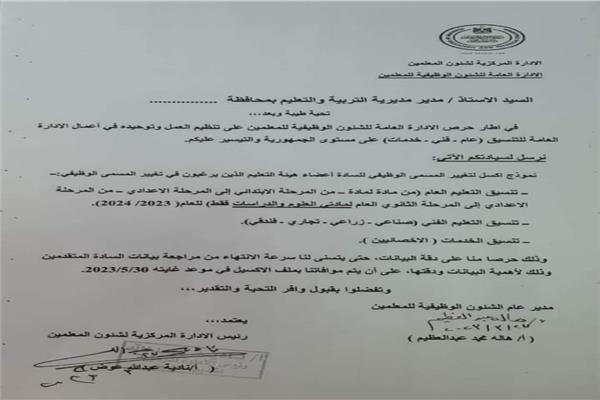 الادارة المركزية لشئون المعلمين
الادارة العامة للشئون الوظيفية للمعلمين
السيد الاستاذ / مدير مديرية التربية والتعليم بمحافظة ...............
تحية طيبة وبعد...
في اطار حرص الادارة العامة للشئون الوظيفية للمعلمين على تنظيم العمل وتوحيده في أعمال الادارة
العامة للتنسيق (عام - فني - خدمات) على مستوى الجمهورية والتيسير عليكم.
نرسل لسيادتكم الآتي:
نموذج اكسل لتغيير المسمى الوظيفي للسادة أعضاء هيئة التعليم الذين يرغبون في تغيير المسمى الوظيفي:-
– تنسيق التعليم العام (من مادة لمادة – من المرحلة الابتدائى إلى المرحلة الاعدادي – من المرحلة
الاعدادي إلى المرحلة الثانوي العام لمادتى العلوم والدراسات فقط) للعام( 2023/ 2024).
– تنسيق التعليم الفني (صناعي - زراعي - تجاري - فندقي).
– تنسيق الخدمات ( الاخصائيين ).
وذلك حرصا منا على دقة البيانات، حتى يتسنى لنا سرعة الانتهاء من مراجعة بيانات السادة المتقدمين
وذلك لأهمية البيانات ودقتها، على أن يتم موافاتنا بملف الاكسيل في موعد غايته 2023/5/30.
وتفضلوا بقبول وافر التحية والتقدير...
مدير عام الشئون الوظيفية للمعلمين
( أ/ هاله محمد عبدالعظيم )
يعتمد...
رئيس الادارة المركزية لشئون المعلمين
( أ/نادية عبدالله عوض )